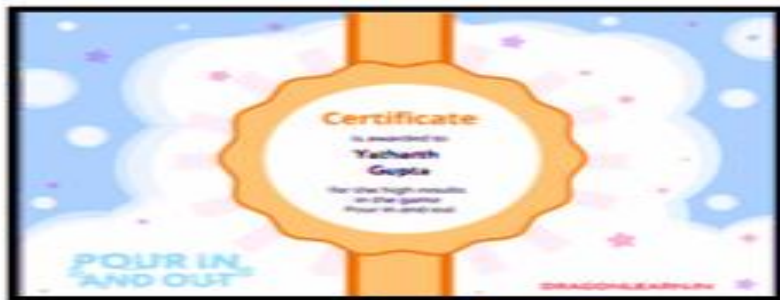 Certificate
is awarded to
Yatharth
Gupta
for the high results
in the game
Pour in and out
POUR IN
AND OUT
DRAGONLEARN.IN